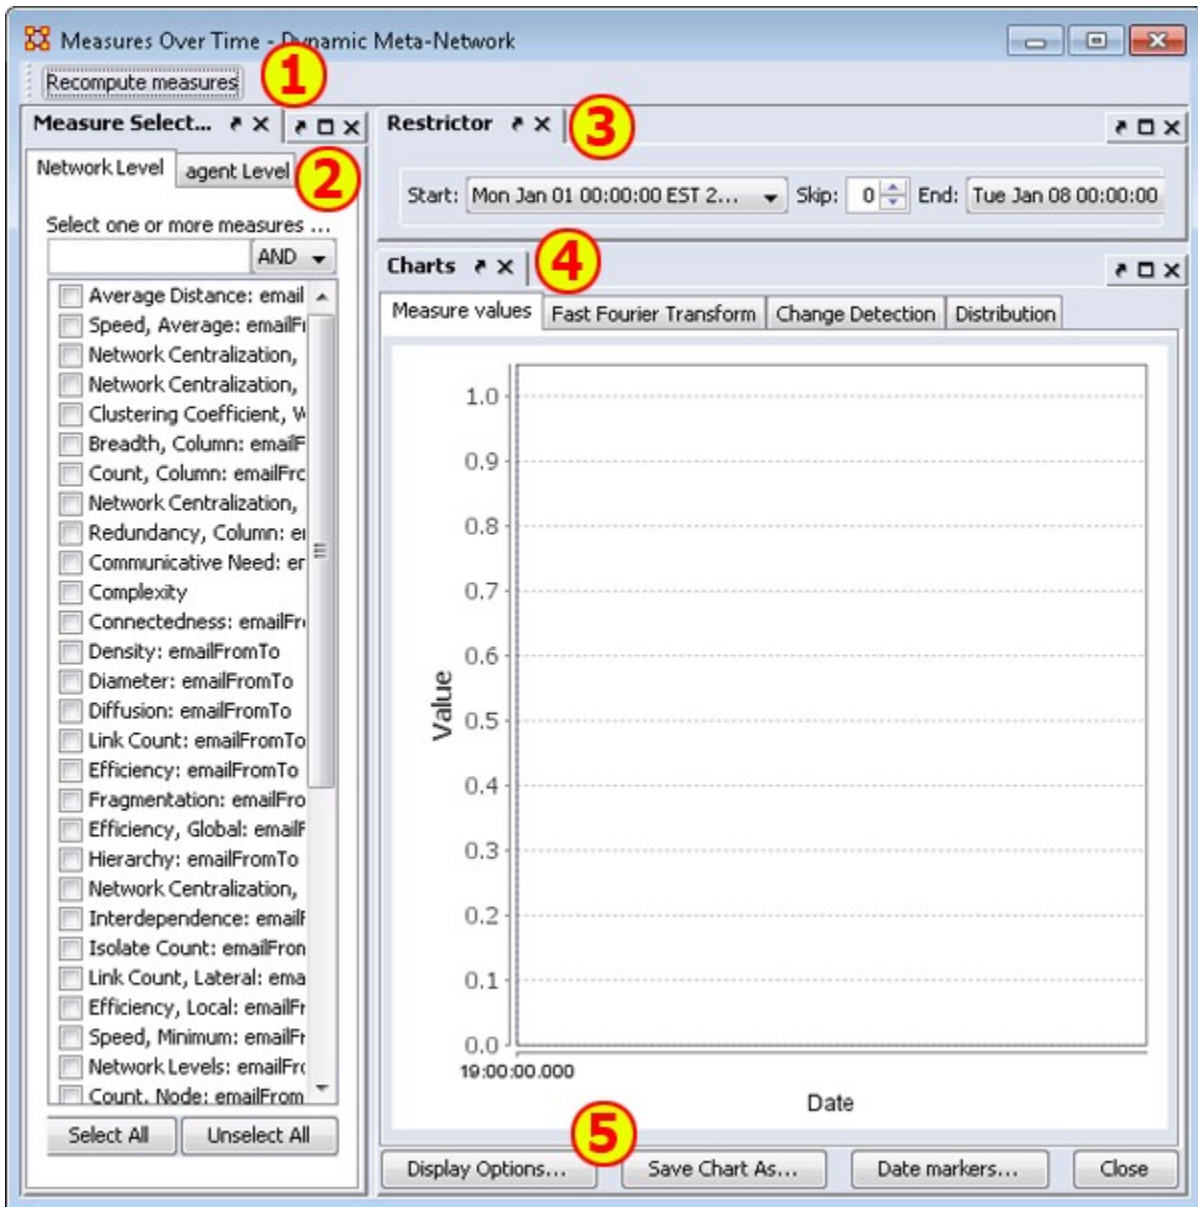 Measures Over Time - Dynamic Meta-Network
Recompute measures
1
Measure Select...
2
Network Level
agent Level
Select one or more measures ...
AND
Average Distance: email
Speed, Average: emailFr
Network Centralization,
Network Centralization,
Clustering Coefficient, W
Breadth, Column: emailF
Count, Column: emailFrc
Network Centralization,
Redundancy, Column: er
Communicative Need: er
Complexity
Connectedness: emailFr
Density: emailFromTo
Diameter: emailFromTo
Diffusion: emailFromTo
Link Count: emailFromTo
Efficiency: emailFromTo
Fragmentation: emailFro
Efficiency, Global: emailF
Hierarchy: emailFromTo
Network Centralization,
Interdependence: emailF
Isolate Count: emailFron
Link Count, Lateral: ema
Efficiency, Local: emailFr
Speed, Minimum: emailFr
Network Levels: emailFro
Count, Node: emailFrom
Select All
Unselect All
Restrictor
3
Start: Mon Jan 01 00:00:00 EST 2... Skip: 0 End: Tue Jan 08 00:00:00
Charts
4
Measure values
Fast Fourier Transform
Change Detection
Distribution
1.0
0.9
0.8
0.7
0.6
0.5
0.4
0.3
0.2
0.1
0.0
Value
19:00:00.000
Date
5
Display Options...
Save Chart As...
Date markers...
Close